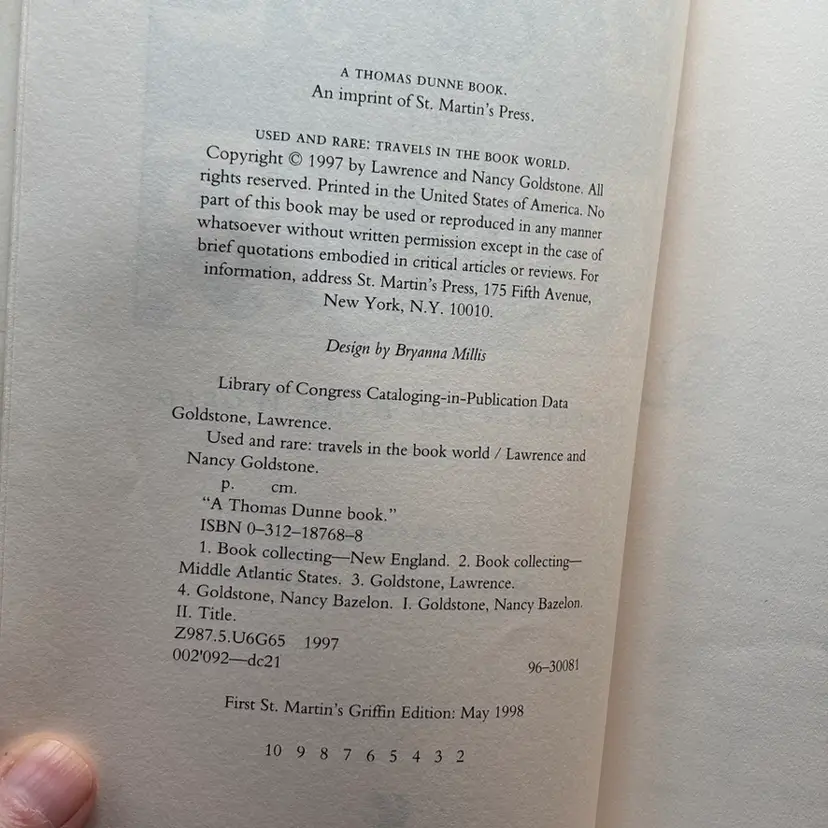 A THOMAS DUNNE BOOK.
An imprint of St. Martin's Press.
USED AND RARE: TRAVELS IN THE BOOK WORLD.
Copyright © 1997 by Lawrence and Nancy Goldstone. All
rights reserved. Printed in the United States of America. No
part of this book may be used or reproduced in any manner
whatsoever without written permission except in the case of
brief quotations embodied in critical articles or reviews. For
information, address St. Martin's Press, 175 Fifth Avenue,
New York, N.Y. 10010.
Design by Bryanna Millis
Library of Congress Cataloging-in-Publication Data
Goldstone, Lawrence.
Used and rare: travels in the book world / Lawrence and
Nancy Goldstone.
p. cm.
"A Thomas Dunne book."
ISBN 0-312-18768-8
1. Book collecting—New England. 2. Book collecting—
Middle Atlantic States. 3. Goldstone, Lawrence.
4. Goldstone, Nancy Bazelon. I. Goldstone, Nancy Bazelon.
II. Title.
Z987.5.U6G65 1997
002'092—dc21 96-30081
First St. Martin's Griffin Edition: May 1998
10 9 8 7 6 5 4 3 2